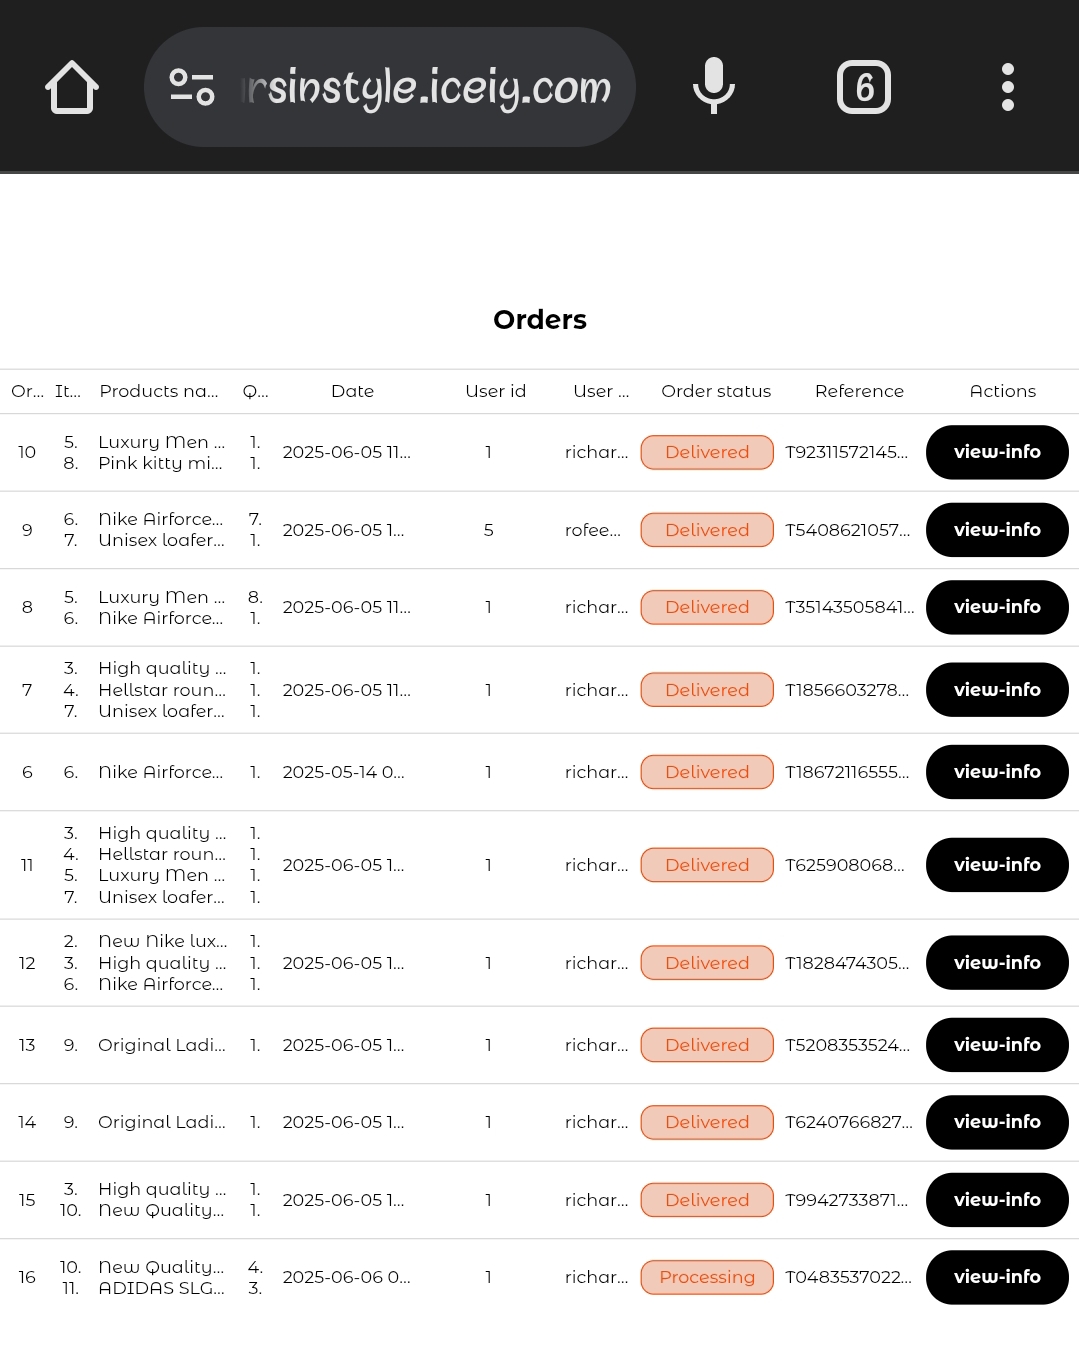 rsinstyle.iceiy.com
6
Orders
Or... It... Products na... Q... Date User id User ... Order status Reference Actions
10 5. Luxury Men ... 1. 2025-06-05 11... 1 richar... Delivered T92311572145... view-info
8. Pink kitty mi... 1.
9 6. Nike Airforce... 7. 2025-06-05 1... 5 rofee... Delivered T5408621057... view-info
7. Unisex loafer... 1.
8 5. Luxury Men ... 8. 2025-06-05 11... 1 richar... Delivered T35143505841... view-info
6. Nike Airforce... 1.
3. High quality ... 1.
7 4. Hellstar roun... 1. 2025-06-05 11... 1 richar... Delivered T1856603278... view-info
7. Unisex loafer... 1.
6 6. Nike Airforce... 1. 2025-05-14 0... 1 richar... Delivered T18672116555... view-info
3. High quality ... 1.
4. Hellstar roun... 1.
11 5. Luxury Men ... 1. 2025-06-05 1... 1 richar... Delivered T625908068... view-info
7. Unisex loafer... 1.
2. New Nike lux... 1.
12 3. High quality ... 1. 2025-06-05 1... 1 richar... Delivered T1828474305... view-info
6. Nike Airforce... 1.
13 9. Original Ladi... 1. 2025-06-05 1... 1 richar... Delivered T5208353524... view-info
14 9. Original Ladi... 1. 2025-06-05 1... 1 richar... Delivered T6240766827... view-info
15 3. High quality ... 1. 2025-06-05 1... 1 richar... Delivered T9942733871... view-info
10. New Quality... 1.
16 10. New Quality... 4. 2025-06-06 0... 1 richar... Processing T0483537022... view-info
11. ADIDAS SLG... 3.